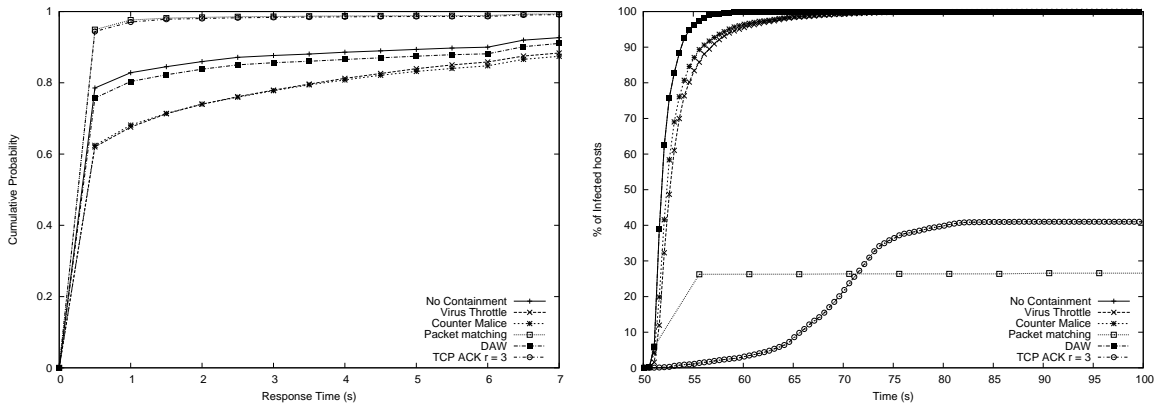 1
0.8
0.6
0.4
0.2
0
Cumulative Probability
0 1 2 3 4 5 6 7
Response Time (s)
No Containment
Virus Throttle
Counter Malice
Packet matching
DAW
TCP ACK r = 3
100
90
80
70
60
50
40
30
20
10
0
% of Infected hosts
50 55 60 65 70 75 80 85 90 95 100
Time (s)
No Containment
Virus Throttle
Counter Malice
Packet matching
DAW
TCP ACK r = 3